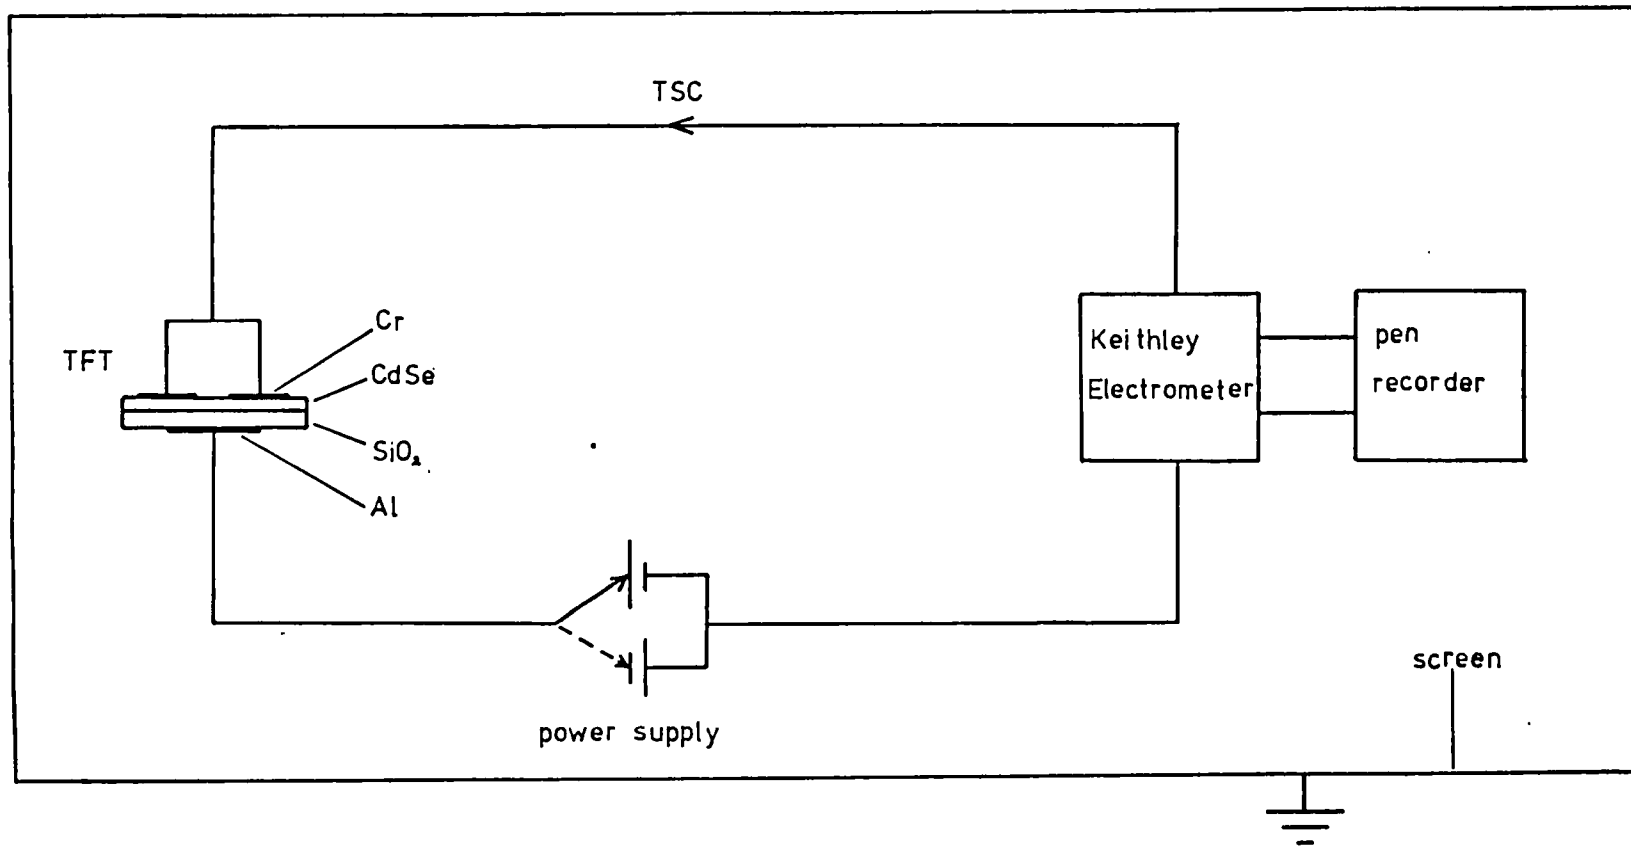 TSC
Cr
TFT
CdSe
SiO₂
Al
Keithley
Electrometer
pen
recorder
power supply
screen